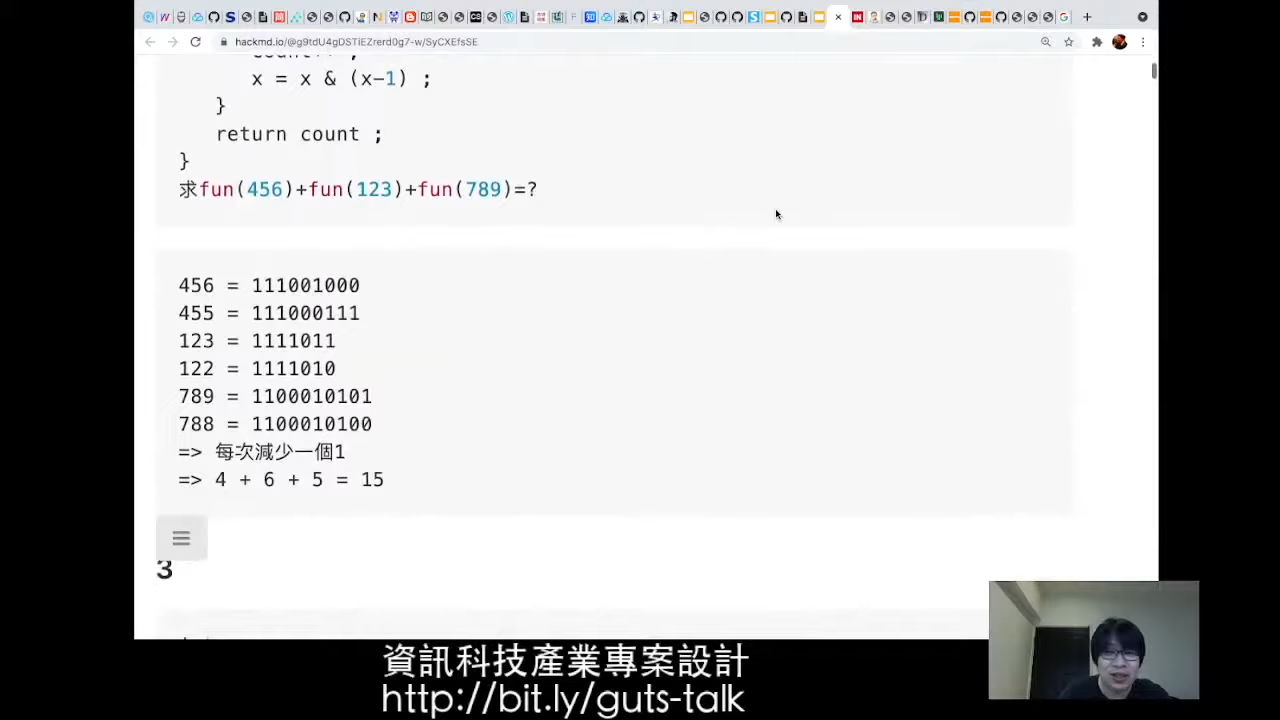 hackmd.io/@g9tdU4gDSTiEZrerd0g7-w/SyCXEfsSE
x = x & (x-1) ;
}
return count ;
}
求fun(456)+fun(123)+fun(789)=?
456 = 111001000
455 = 111000111
123 = 1111011
122 = 1111010
789 = 1100010101
788 = 1100010100
=> 每次減少一個1
=> 4 + 6 + 5 = 15
3
資訊科技產業專案設計
http://bit.ly/guts-talk